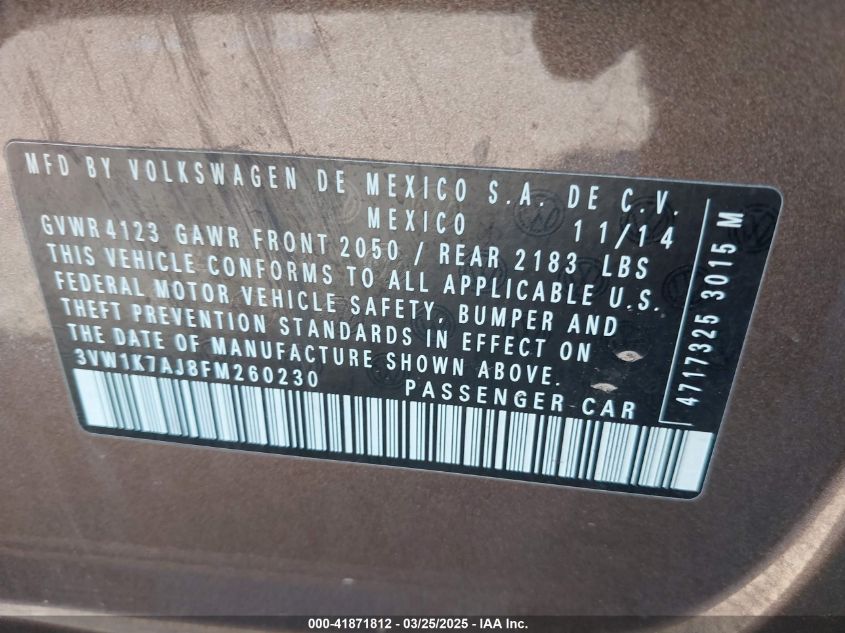 MFD BY VOLKSWAGEN DE MEXICO S.A. DE C.V.
MEXICO 11/14
GVWR 4123 GAWR FRONT 2050 / REAR 2183 LBS
THIS VEHICLE CONFORMS TO ALL APPLICABLE U.S.
FEDERAL MOTOR VEHICLE SAFETY, BUMPER AND
THEFT PREVENTION STANDARDS IN EFFECT ON
THE DATE OF MANUFACTURE SHOWN ABOVE.
3VW1K7AJ8FM260230 PASSENGER CAR
4717325 3015 M
000-41871812 — 03/25/2025 — IAA Inc.